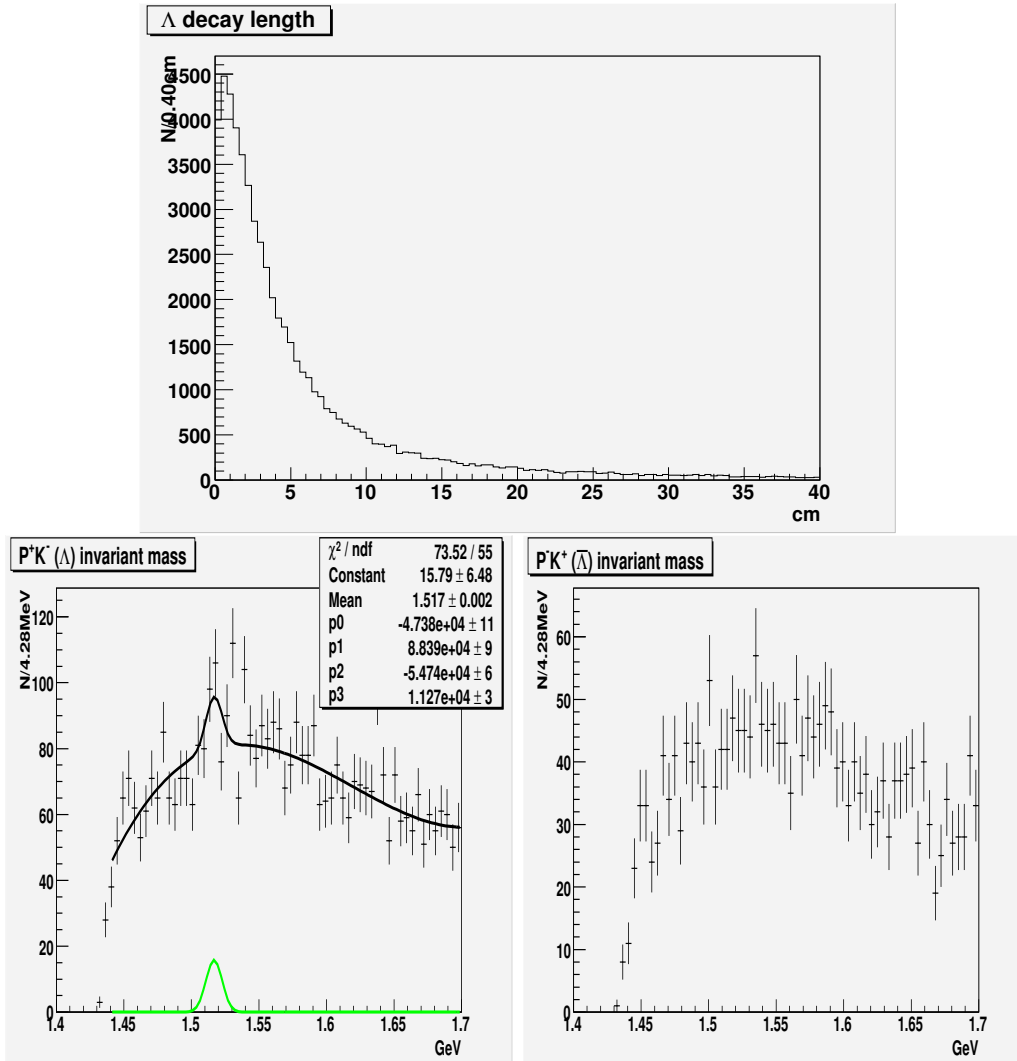 Λ decay length
N/0.40cm
4500
4000
3500
3000
2500
2000
1500
1000
500
0
0 5 10 15 20 25 30 35 40
cm
P⁺K⁻ (Λ) invariant mass
χ² / ndf 73.52 / 55
Constant 15.79 ± 6.48
Mean 1.517 ± 0.002
p0 -4.738e+04 ± 11
p1 8.839e+04 ± 9
p2 -5.474e+04 ± 6
p3 1.127e+04 ± 3
N/4.28MeV
120
100
80
60
40
20
0
1.4 1.45 1.5 1.55 1.6 1.65 1.7
GeV
P⁻K⁺ (Λ̅) invariant mass
N/4.28MeV
60
50
40
30
20
10
0
1.4 1.45 1.5 1.55 1.6 1.65 1.7
GeV